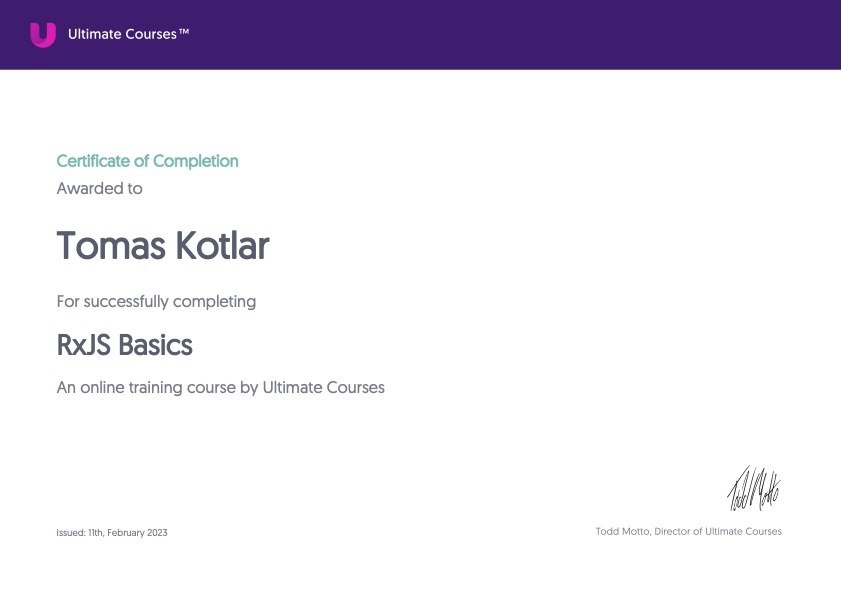 Ultimate Courses™
Certificate of Completion
Awarded to
Tomas Kotlar
For successfully completing
RxJS Basics
An online training course by Ultimate Courses
Todd Motto
Issued: 11th, February 2023
Todd Motto, Director of Ultimate Courses